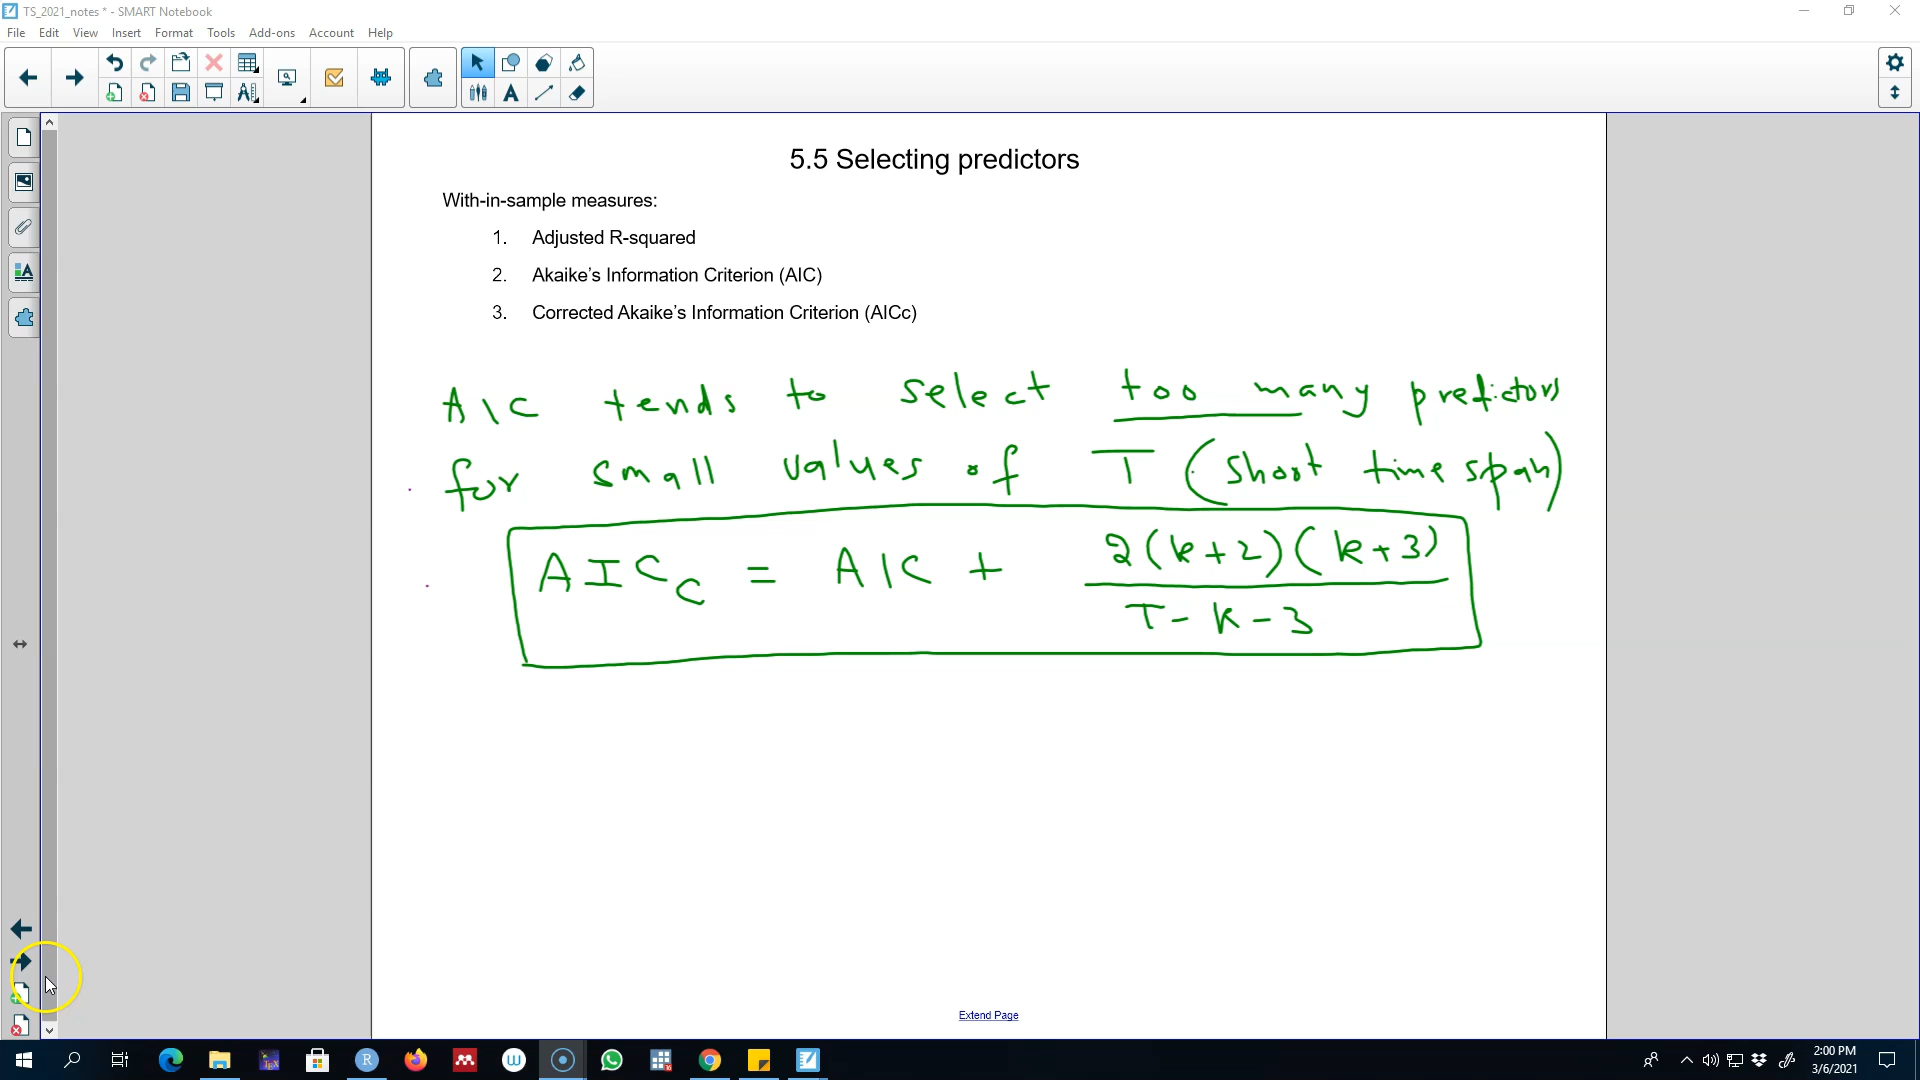 TS_2021_notes * - SMART Notebook
File Edit View Insert Format Tools Add-ons Account Help
5.5 Selecting predictors
With-in-sample measures:
1. Adjusted R-squared
2. Akaike’s Information Criterion (AIC)
3. Corrected Akaike’s Information Criterion (AICc)
AIC tends to select too many predictors
for small values of T (short time span)
AICc = AIC + 2(k+2)(k+3)
T-k-3
Extend Page
2:00 PM
3/6/2021